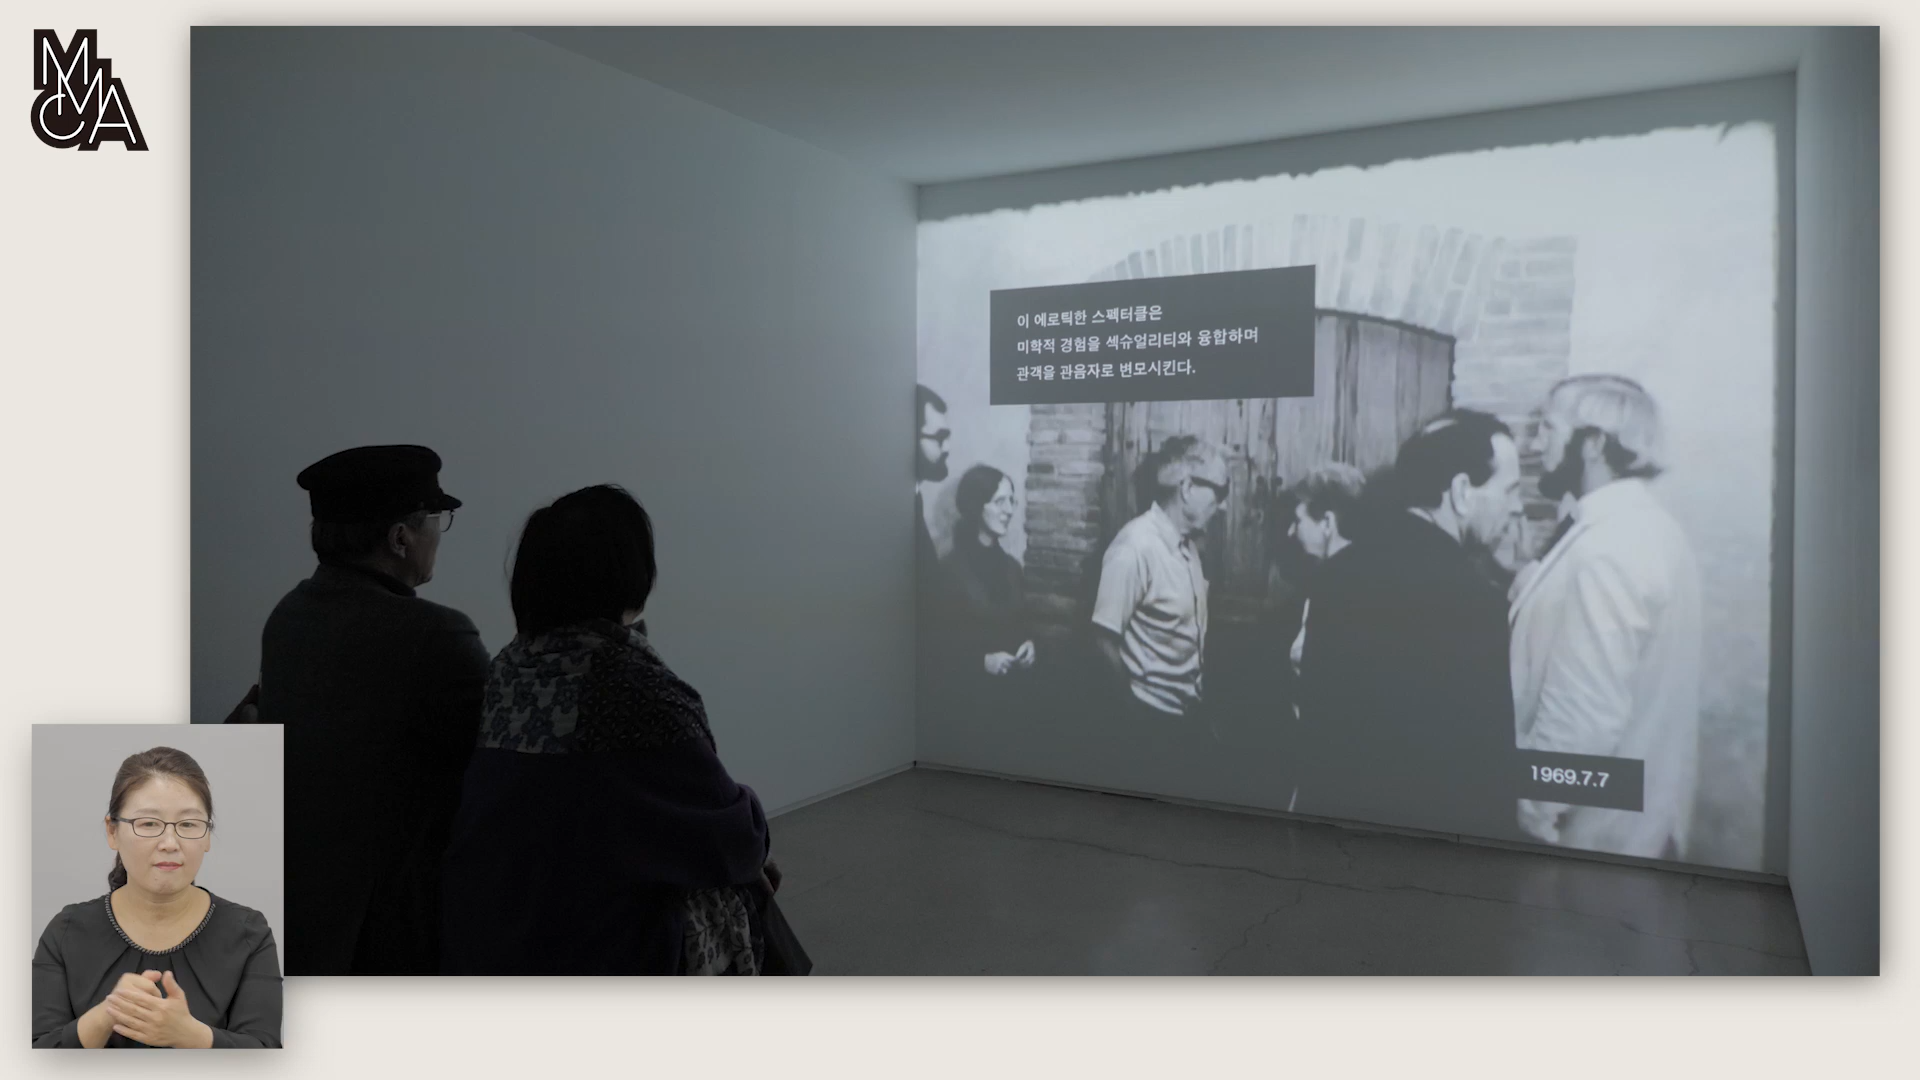 MMCA
이 에로틱한 스펙터클은
미학적 경험을 섹슈얼리티와 융합하며
관객을 관음자로 변모시킨다.
1969.7.7